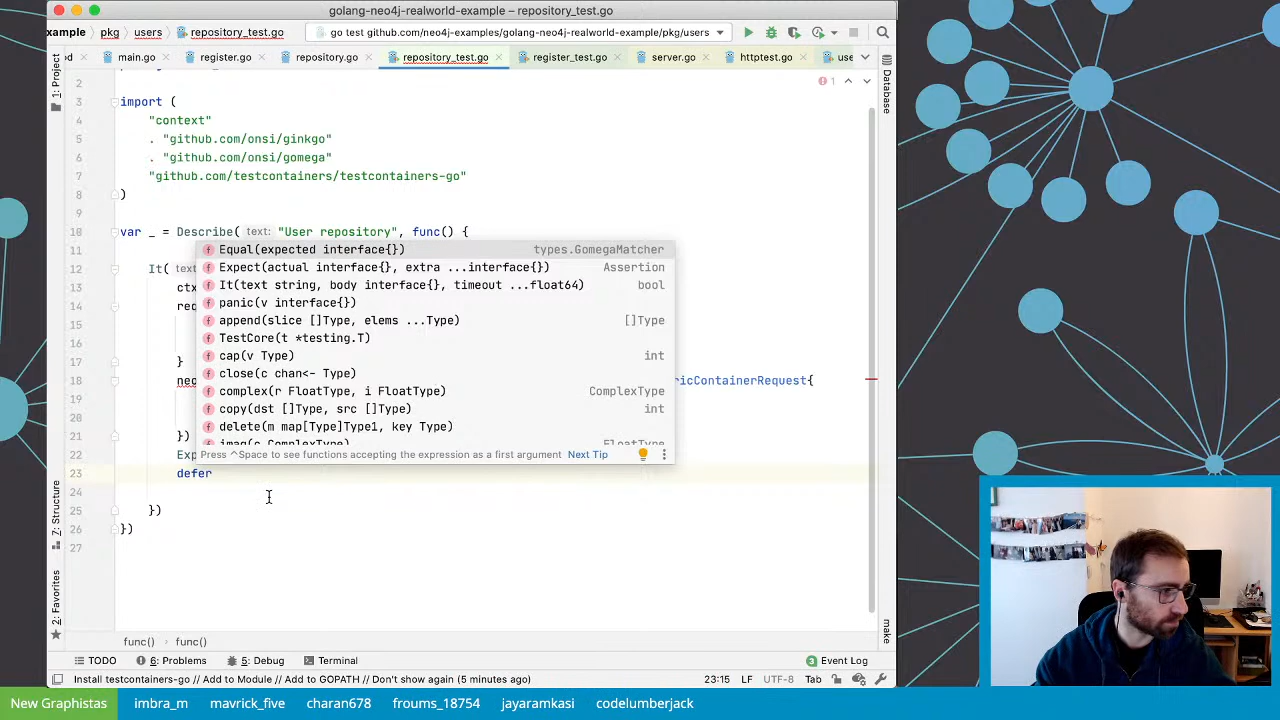 golang-neo4j-realworld-example – repository_test.go
example pkg users repository_test.go go test github.com/neo4j-examples/golang-neo4j-realworld-example/pkg/users
main.go register.go repository.go repository_test.go register_test.go server.go httptest.go use
1: Project
Database
1
2
3 import (
4 "context"
5 . "github.com/onsi/ginkgo"
6 . "github.com/onsi/gomega"
7 "github.com/testcontainers/testcontainers-go"
8 )
9
10 var _ = Describe( text: "User repository", func() {
11
Equal(expected interface{}) types.GomegaMatcher
12 It( text
Expect(actual interface{}, extra ...interface{}) Assertion
13 ctx
It(text string, body interface{}, timeout ...float64) bool
14 req
panic(v interface{})
15
append(slice []Type, elems ...Type) []Type
16
TestCore(t *testing.T)
17 }
cap(v Type) int
18 neo ricContainerRequest{
close(c chan<- Type)
19
complex(r FloatType, i FloatType) ComplexType
20
copy(dst []Type, src []Type) int
delete(m map[Type]Type1, key Type)
21 })
imag(c ComplexType) FloatType
22 Exp
Press ^Space to see functions accepting the expression as a first argument Next Tip
23 defer
24
25 })
26 })
27
7: Structure
2: Favorites
make
func() func()
TODO 6: Problems 5: Debug Terminal 3 Event Log
Install testcontainers-go // Add to Module // Add to GOPATH // Don't show again (5 minutes ago) 23:15 LF UTF-8 Tab
New Graphistas imbra_m mavrick_five charan678 froums_18754 jayaramkasi codelumberjack